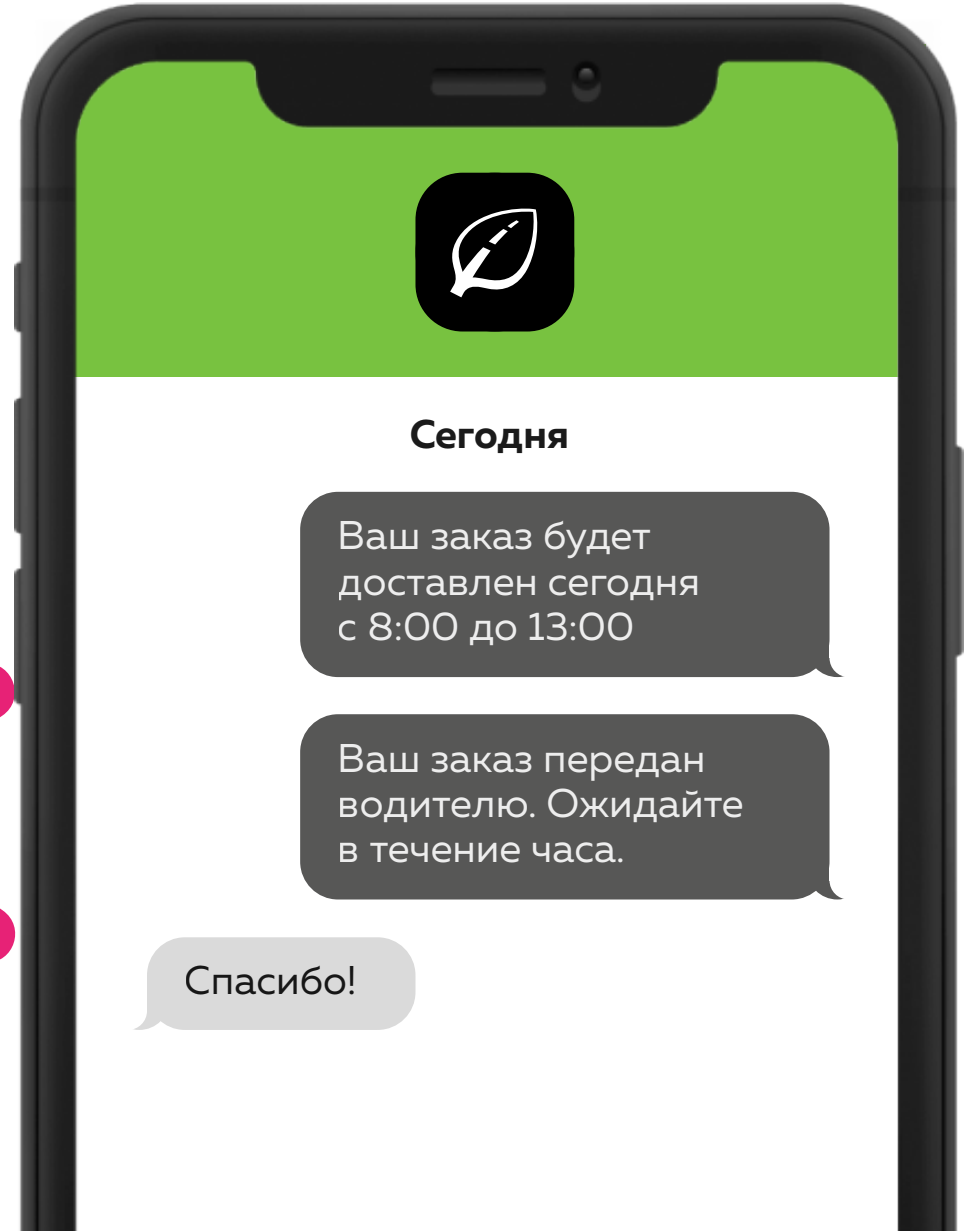 Сегодня
Ваш заказ будет
доставлен сегодня
с 8:00 до 13:00
Ваш заказ передан
водителю. Ожидайте
в течение часа.
Спасибо!